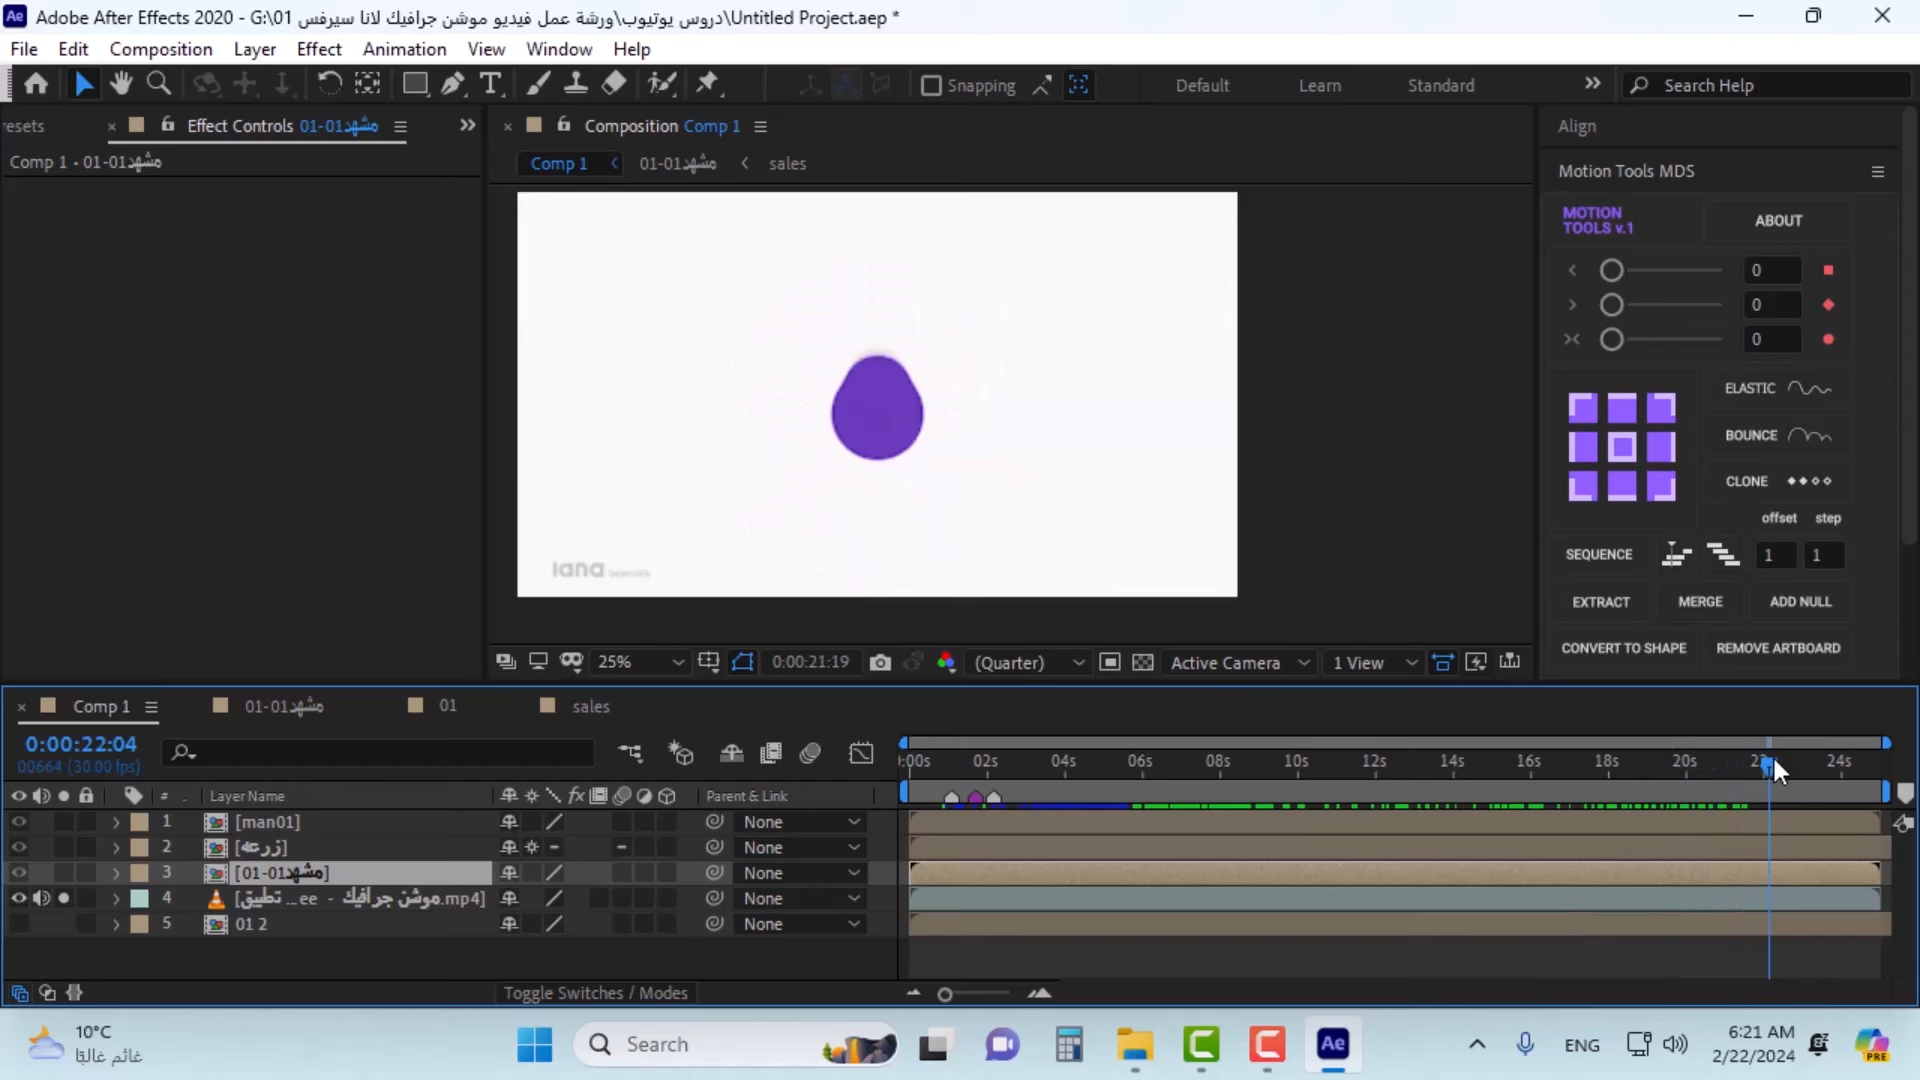 Adobe After Effects 2020 - G:\01 دروس يوتيوب\ورشة عمل فيديو موشن جرافيك لانا سيرفس\Untitled Project.aep *
File Edit Composition Layer Effect Animation View Window Help
Snapping Default Learn Standard Search Help
resets Effect Controls 01-01مشهد
Composition Comp 1
Align
Comp 1 • 01-01مشهد
Comp 1 01-01مشهد sales
Motion Tools MDS
MOTION TOOLS v.1 ABOUT
0
0
0
ELASTIC
BOUNCE
CLONE
offset step
SEQUENCE 1 1
EXTRACT MERGE ADD NULL
CONVERT TO SHAPE REMOVE ARTBOARD
lana
25% 0:00:21:19 (Quarter) Active Camera 1 View
Comp 1 01-01مشهد 01 sales
0:00:22:04
00664 (30.00 fps)
:00s 02s 04s 06s 08s 10s 12s 14s 16s 18s 20s 24s
# Layer Name fx Parent & Link
1 [man01] None
2 [زرعه] None
3 [01-01مشهد] None
4 [موشن جرافيك - ee ... تطبيق.mp4] None
5 01 2 None
Toggle Switches / Modes
10°C
غائم غالبًا
Search
ENG
6:21 AM
2/22/2024
PRE